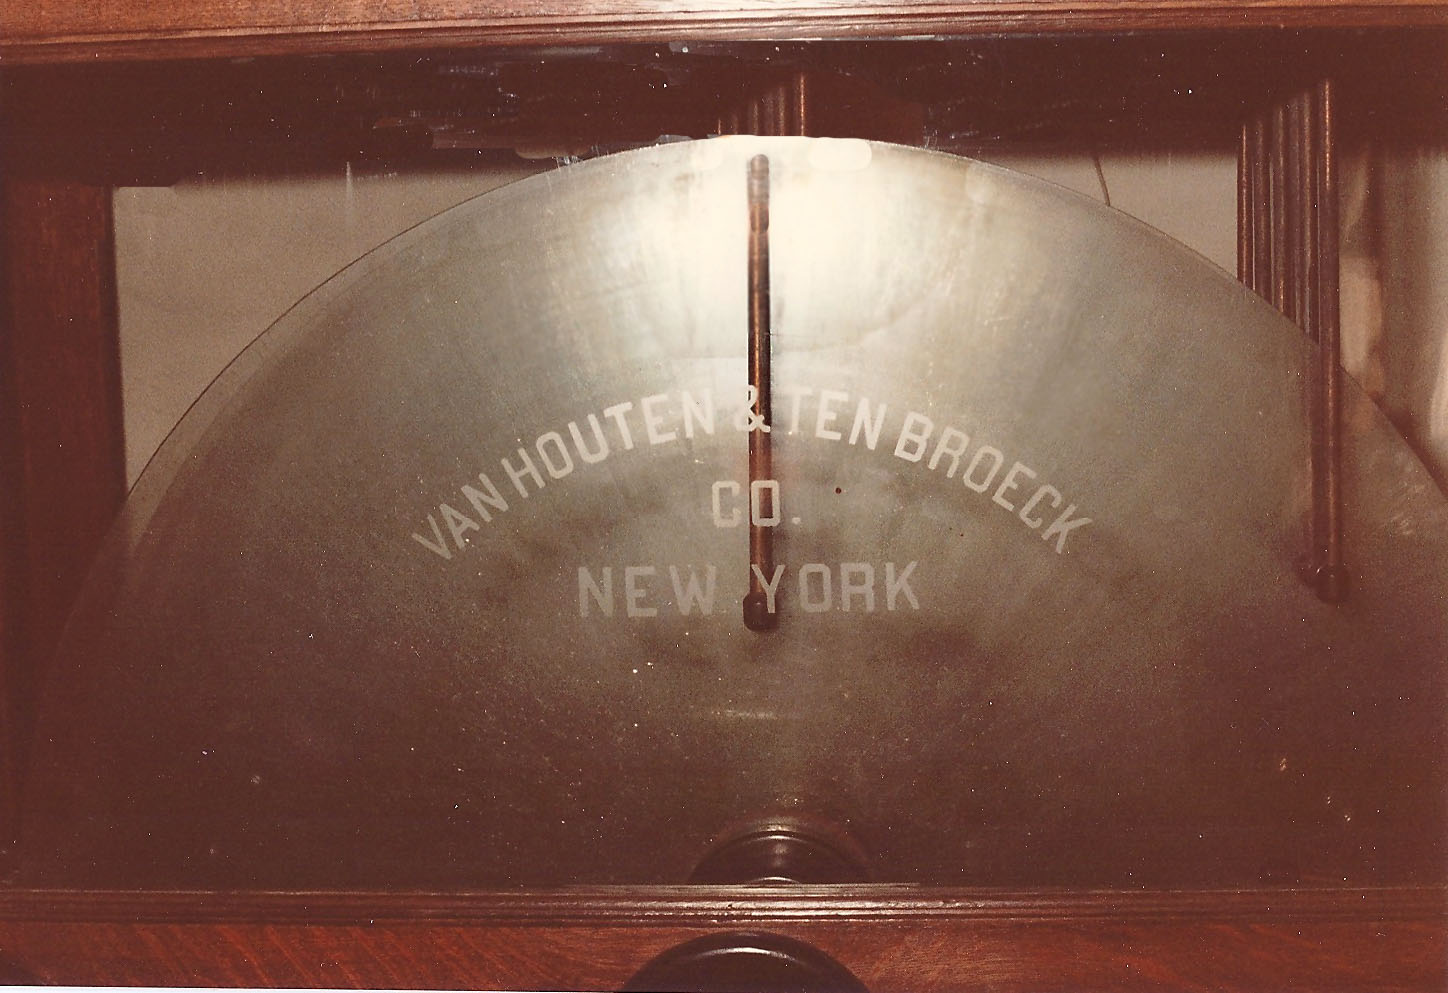 VAN HOUTEN & TEN BROECK
CO.
NEW YORK